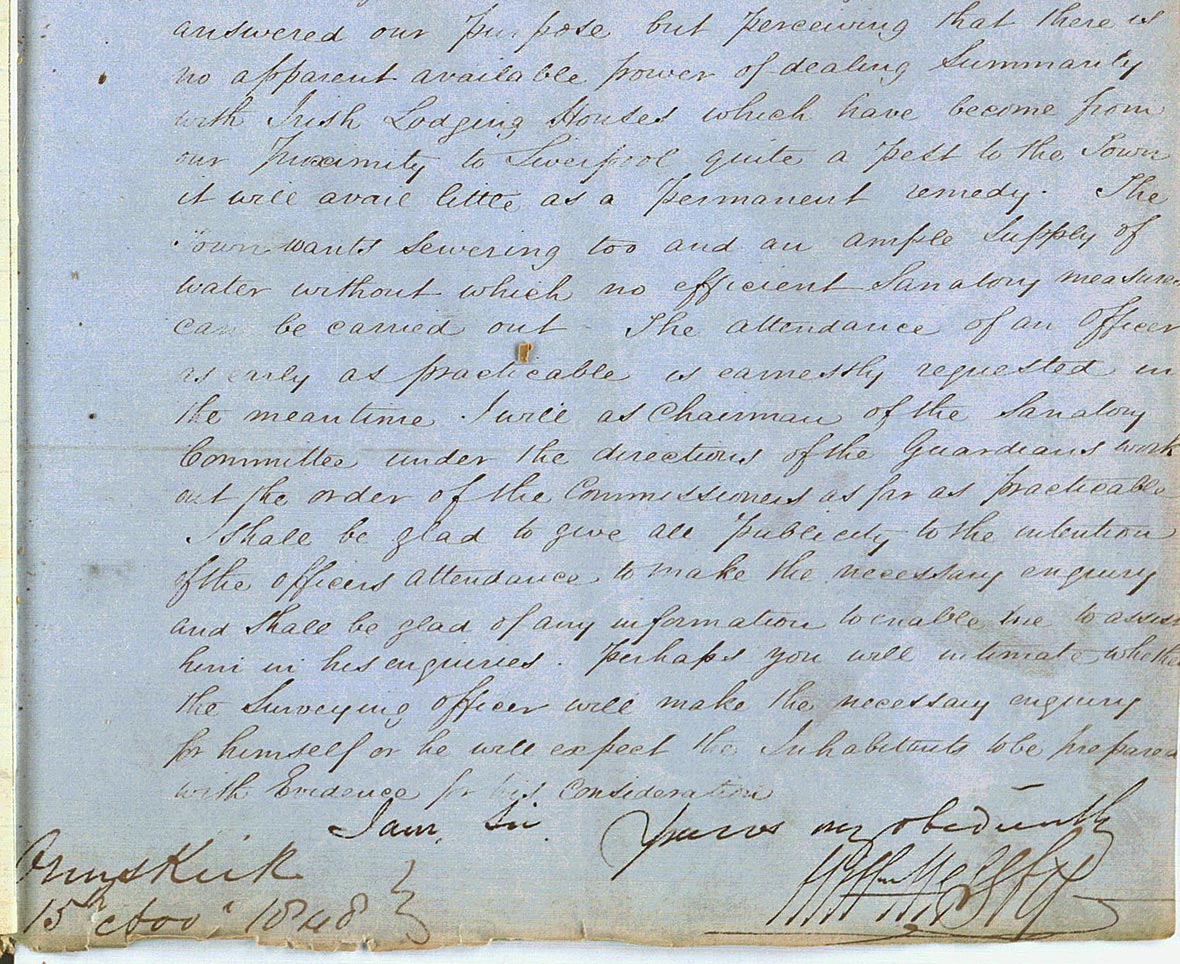 answered our purpose but perceiving that there is
no apparent available power of dealing Summarily
with Irish Lodging Houses which have become from
our Proximity to Liverpool quite a pest to the Town
it will avail little as a permanent remedy. The
Town wants sewering too and an ample supply of
water without which no efficient Sanatory measures
can be carried out - The attendance of an Officer
as early as practicable is earnestly requested in
the meantime I will as Chairman of the Sanatory
Committee under the directions of the Guardians work
out the order of the Commissioners as far as practicable
I shall be glad to give all Publicity to the intention
of the officers attendance to make the necessary enquiry
and shall be glad of any information to enable me to assist
him in his enquiries. Perhaps you will intimate whether
the Surveying officer will make the necessary enquiry
for himself or he will expect the Inhabitants to be prepared
with Evidence for his Consideration
I am Sir
Yours very obediently
Ormskirk
15th Nov 1848